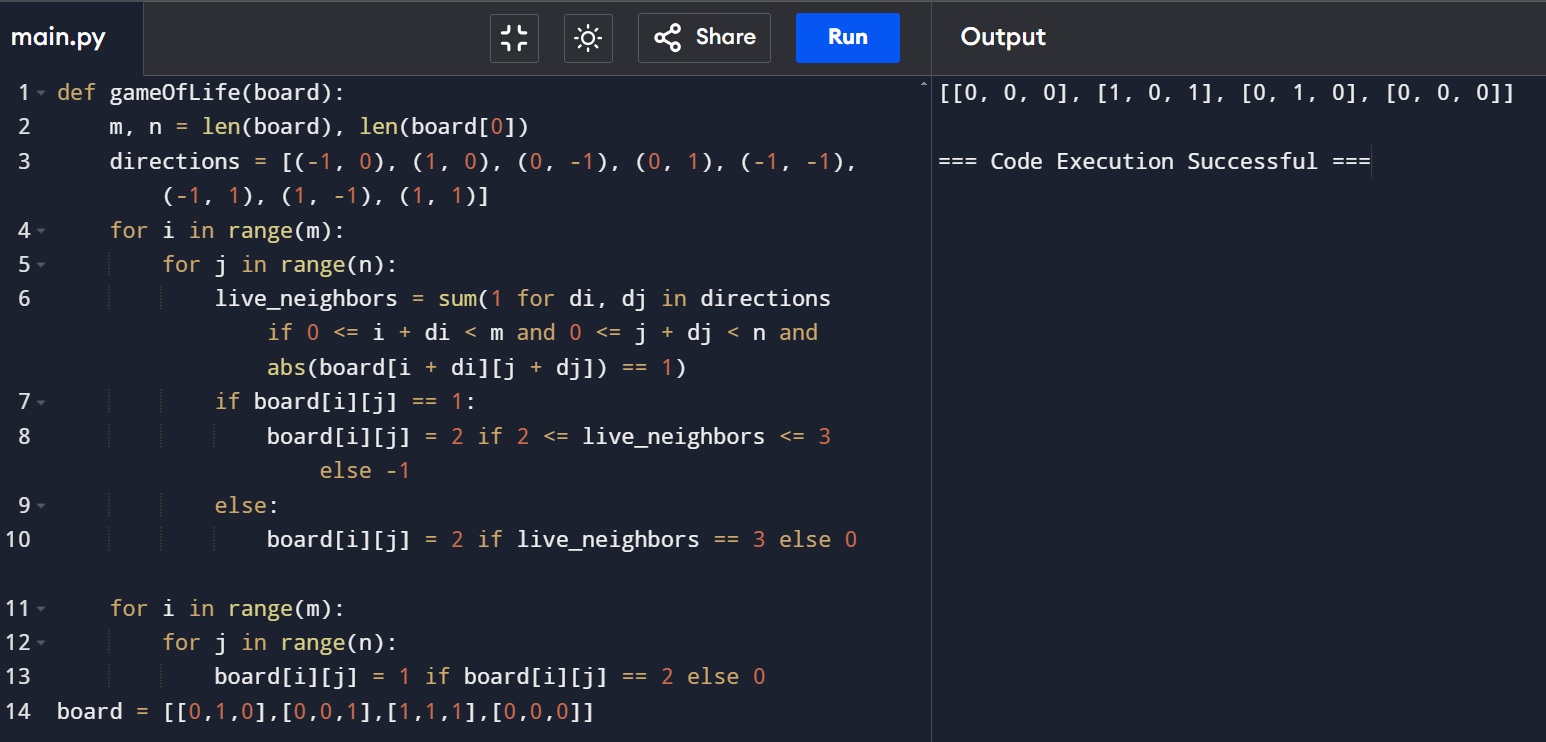 main.py
Share
Run
Output
1 def gameOfLife(board):
2     m, n = len(board), len(board[0])
3     directions = [(-1, 0), (1, 0), (0, -1), (0, 1), (-1, -1),
        (-1, 1), (1, -1), (1, 1)]
4     for i in range(m):
5         for j in range(n):
6             live_neighbors = sum(1 for di, dj in directions
                if 0 <= i + di < m and 0 <= j + dj < n and
                abs(board[i + di][j + dj]) == 1)
7             if board[i][j] == 1:
8                 board[i][j] = 2 if 2 <= live_neighbors <= 3
                    else -1
9             else:
10                 board[i][j] = 2 if live_neighbors == 3 else 0
11     for i in range(m):
12         for j in range(n):
13             board[i][j] = 1 if board[i][j] == 2 else 0
14 board = [[0,1,0],[0,0,1],[1,1,1],[0,0,0]]
[[0, 0, 0], [1, 0, 1], [0, 1, 0], [0, 0, 0]]
=== Code Execution Successful ===